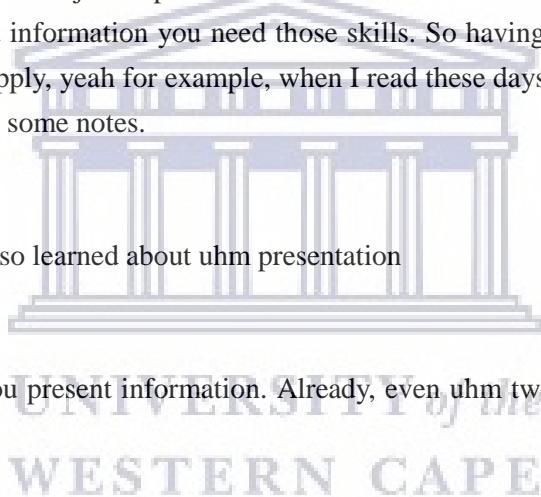 information you need those skills. So having
pply, yeah for example, when I read these days
some notes.
so learned about uhm presentation
ou present information. Already, even uhm tw
UNIVERSITY of the
WESTERN CAPE